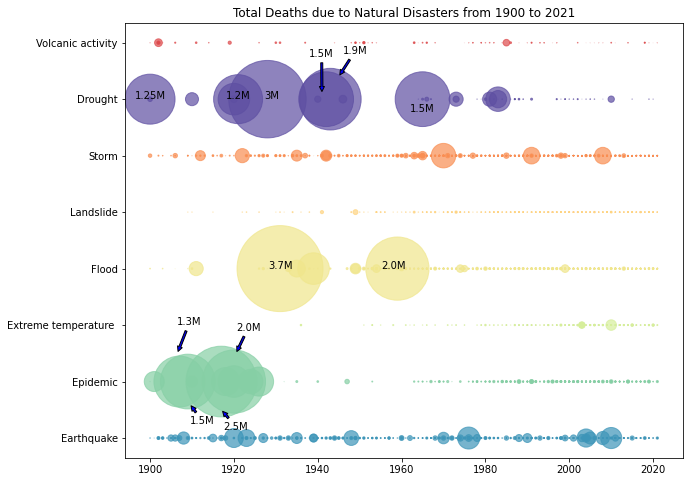 Total Deaths due to Natural Disasters from 1900 to 2021
Volcanic activity
1.5M
1.9M
Drought
1.25M
1.2M
3M
1.5M
Storm
Landslide
Flood
3.7M
2.0M
Extreme temperature
1.3M
2.0M
Epidemic
1.5M
2.5M
Earthquake
1900
1920
1940
1960
1980
2000
2020